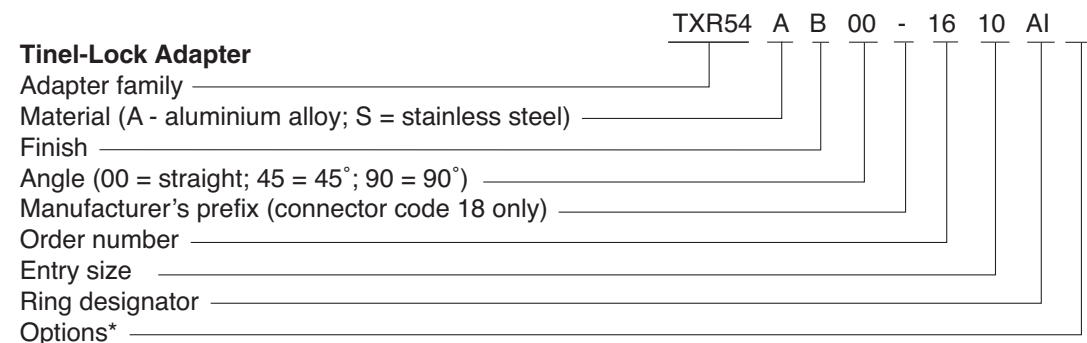 TXR54 A B 00 - 16 10 AI
Tinel-Lock Adapter
Adapter family
Material (A - aluminium alloy; S = stainless steel)
Finish
Angle (00 = straight; 45 = 45˚; 90 = 90˚)
Manufacturer's prefix (connector code 18 only)
Order number
Entry size
Ring designator
Options*